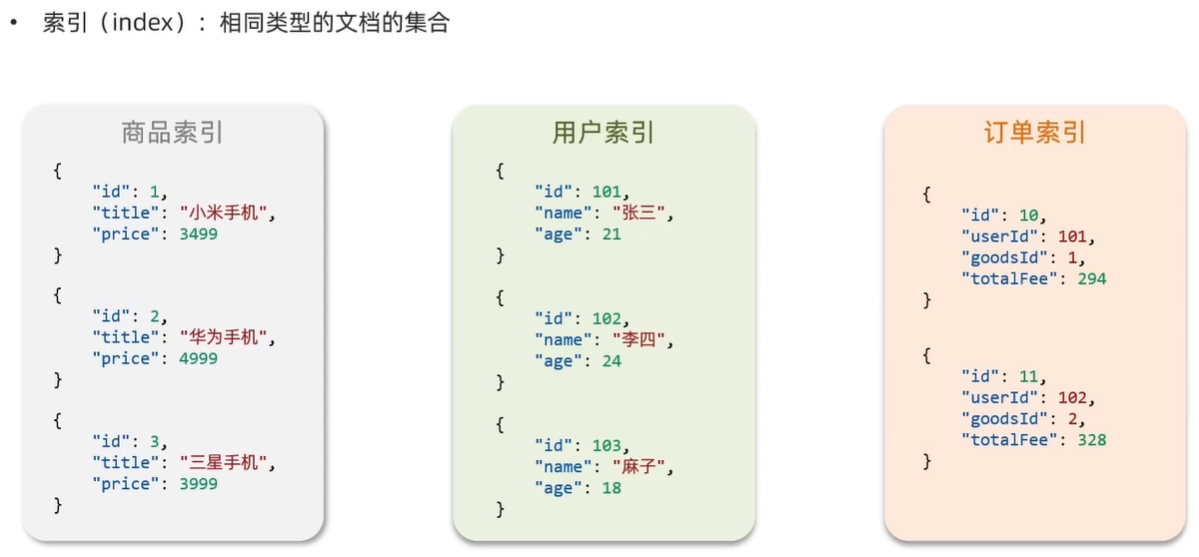 • 索引（index）：相同类型的文档的集合
商品索引
{
"id": 1,
"title": "小米手机",
"price": 3499
}
{
"id": 2,
"title": "华为手机",
"price": 4999
}
{
"id": 3,
"title": "三星手机",
"price": 3999
}
用户索引
{
"id": 101,
"name": "张三",
"age": 21
}
{
"id": 102,
"name": "李四",
"age": 24
}
{
"id": 103,
"name": "麻子",
"age": 18
}
订单索引
{
"id": 10,
"userId": 101,
"goodsId": 1,
"totalFee": 294
}
{
"id": 11,
"userId": 102,
"goodsId": 2,
"totalFee": 328
}